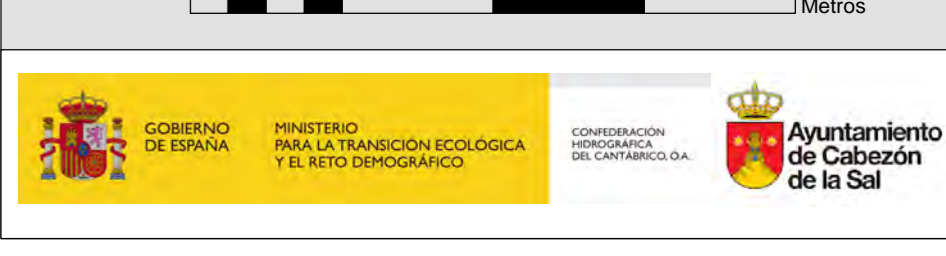 Metros
GOBIERNO
DE ESPAÑA
MINISTERIO
PARA LA TRANSICIÓN ECOLÓGICA
Y EL RETO DEMOGRÁFICO
CONFEDERACIÓN
HIDROGRÁFICA
DEL CANTÁBRICO, O.A.
Ayuntamiento
de Cabezón
de la Sal